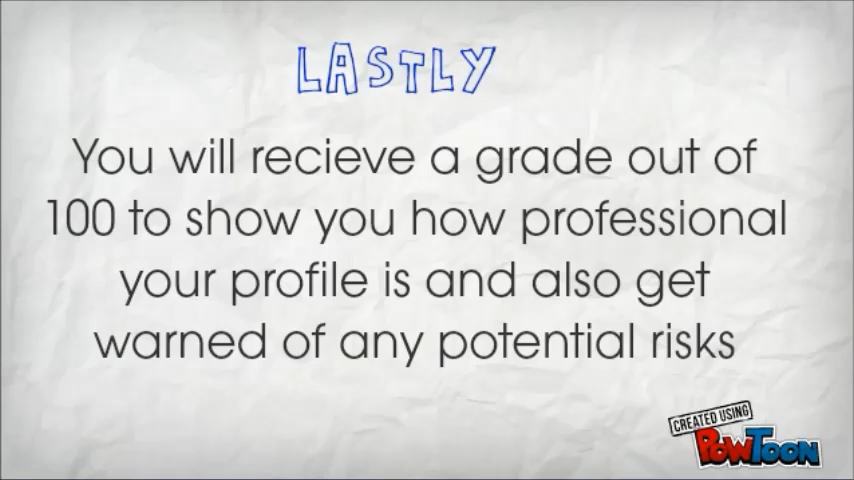 LASTLY
You will recieve a grade out of
100 to show you how professional
your profile is and also get
warned of any potential risks
CREATED USING
POWTOON